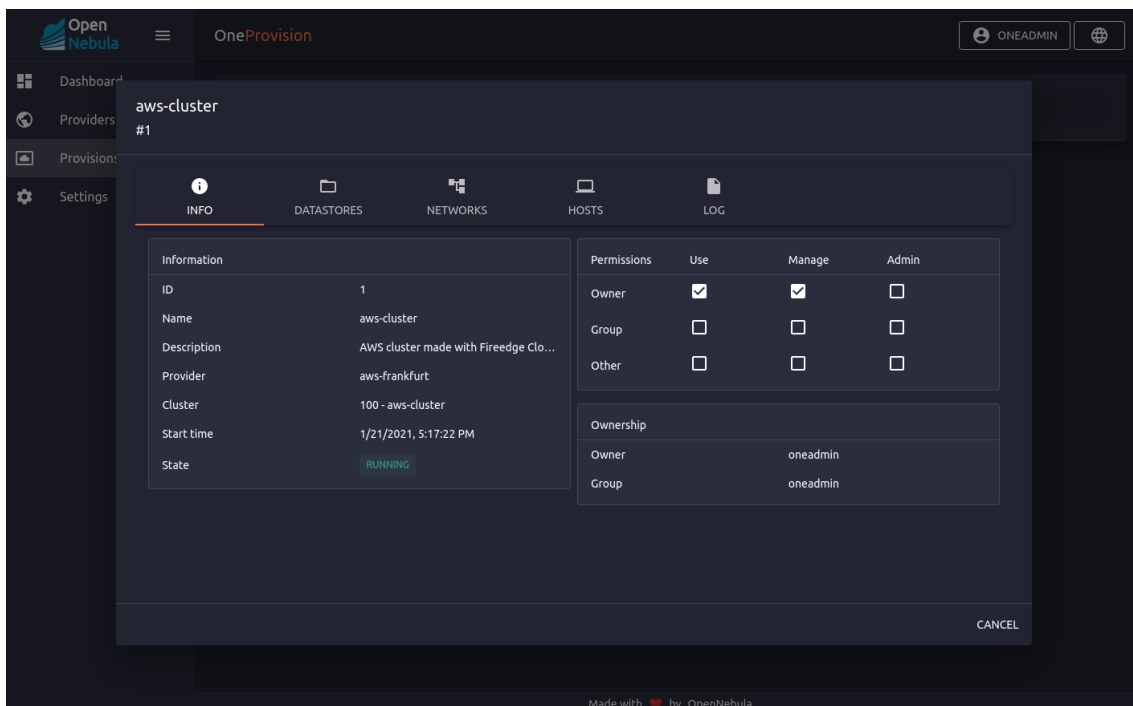 Open
Nebula
OneProvision
ONEADMIN
Dashboard
Providers
Provisions
Settings
aws-cluster
#1
INFO
DATASTORES
NETWORKS
HOSTS
LOG
Information
ID 1
Name aws-cluster
Description AWS cluster made with Fireedge Clo...
Provider aws-frankfurt
Cluster 100 - aws-cluster
Start time 1/21/2021, 5:17:22 PM
State RUNNING
Permissions Use Manage Admin
Owner
Group
Other
Ownership
Owner oneadmin
Group oneadmin
CANCEL
Made with ❤ by OpenNebula